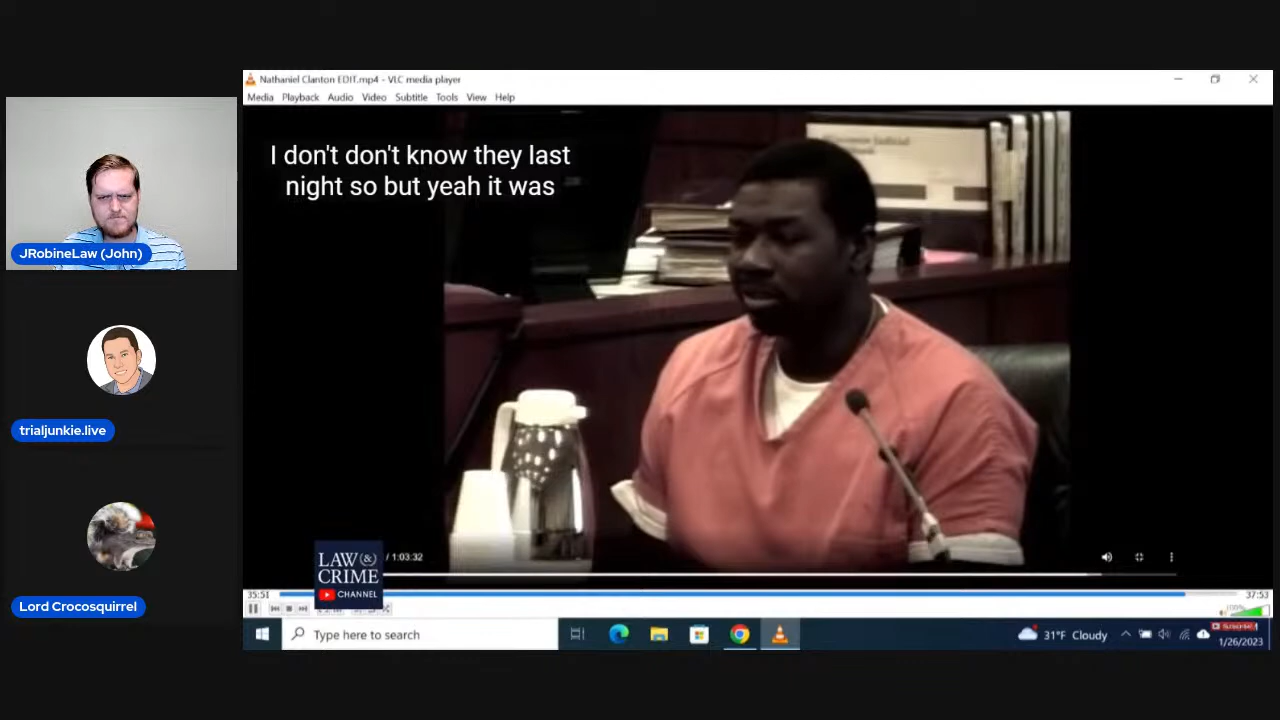 Nathaniel Clanton EDIT.mp4 - VLC media player
Media Playback Audio Video Subtitle Tools View Help
I don't don't know they last
night so but yeah it was
JRobineLaw (John)
trialjunkie.live
Lord Crocosquirrel
LAW (&)
CRIME
CHANNEL
/ 1:03:32
35:51
37:53
100%
Type here to search
31°F Cloudy
1/26/2023